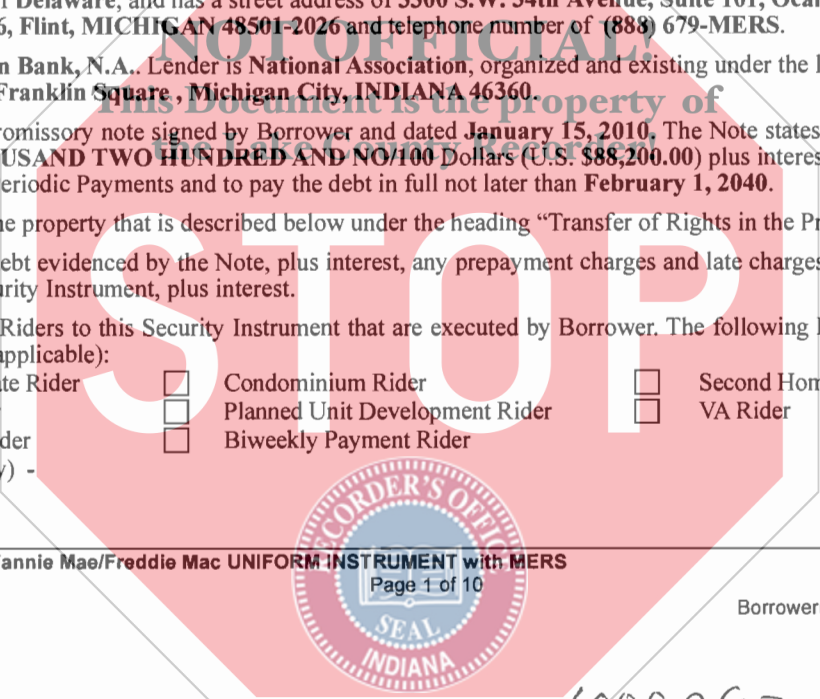 Delaware, and has a street address of 3300 S.W. 34th Avenue, Suite 101,
6, Flint, MICHIGAN 48501-2026 and telephone number of (888) 679-MERS.
NOT OFFICIAL!
n Bank, N.A.. Lender is National Association, organized and existing under the
Franklin Square , Michigan City, INDIANA 46360.
This Document is the property of
the Lake County Recorder!
omissory note signed by Borrower and dated January 15, 2010. The Note states
USAND TWO HUNDRED AND NO/100 Dollars (U.S. $88,200.00) plus interes
eriodic Payments and to pay the debt in full not later than February 1, 2040.
he property that is described below under the heading “Transfer of Rights in the Pr
ebt evidenced by the Note, plus interest, any prepayment charges and late charges
urity Instrument, plus interest.
STOP
Riders to this Security Instrument that are executed by Borrower. The following
applicable):
te Rider ☐ Condominium Rider ☐ Second Hom
☐ Planned Unit Development Rider ☐ VA Rider
der ☐ Biweekly Payment Rider
) -
RECORDER'S OFFICE
SEAL
INDIANA
annie Mae/Freddie Mac UNIFORM INSTRUMENT with MERS
Page 1 of 10
Borrower